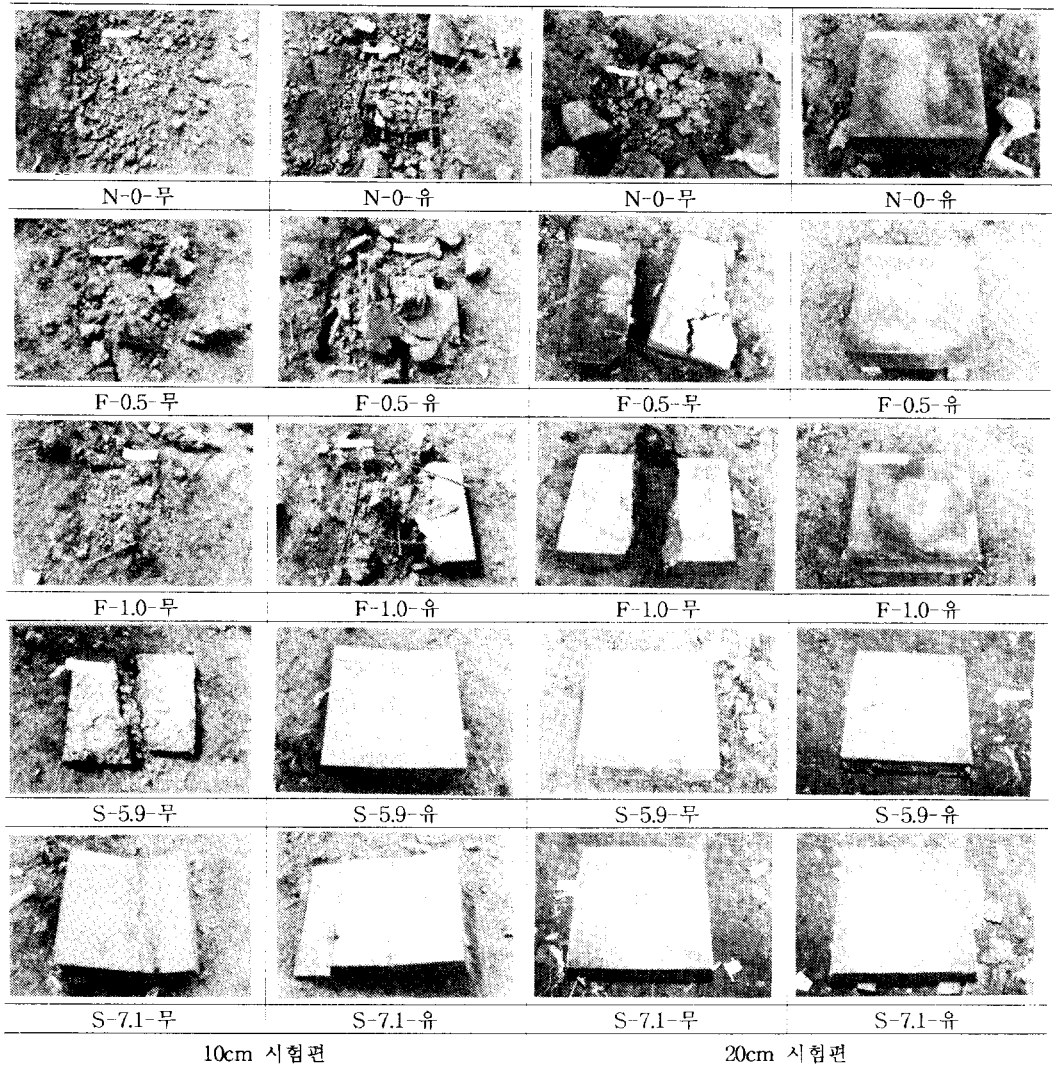 N-0-무 N-0-유 N-0-무 N-0-유
F-0.5-무 F-0.5-유 F-0.5-무 F-0.5-유
F-1.0-무 F-1.0-유 F-1.0-무 F-1.0-유
S-5.9-무 S-5.9-유 S-5.9-무 S-5.9-유
S-7.1-무 S-7.1-유 S-7.1-무 S-7.1-유
10cm 시험편 20cm 시험편